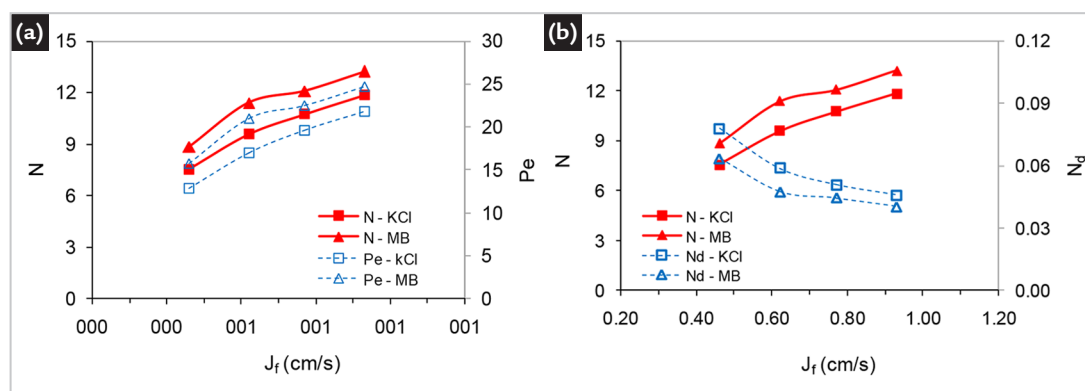 (a)
15
12
9
6
3
0
N
30
25
20
15
10
5
0
Pe
N - KCl
N - MB
Pe - kCl
Pe - MB
000 000 001 001 001 001
J_f (cm/s)
(b)
15
12
9
6
3
0
N
0.12
0.09
0.06
0.03
0.00
N_d
N - KCl
N - MB
Nd - KCl
Nd - MB
0.20 0.40 0.60 0.80 1.00 1.20
J_f (cm/s)